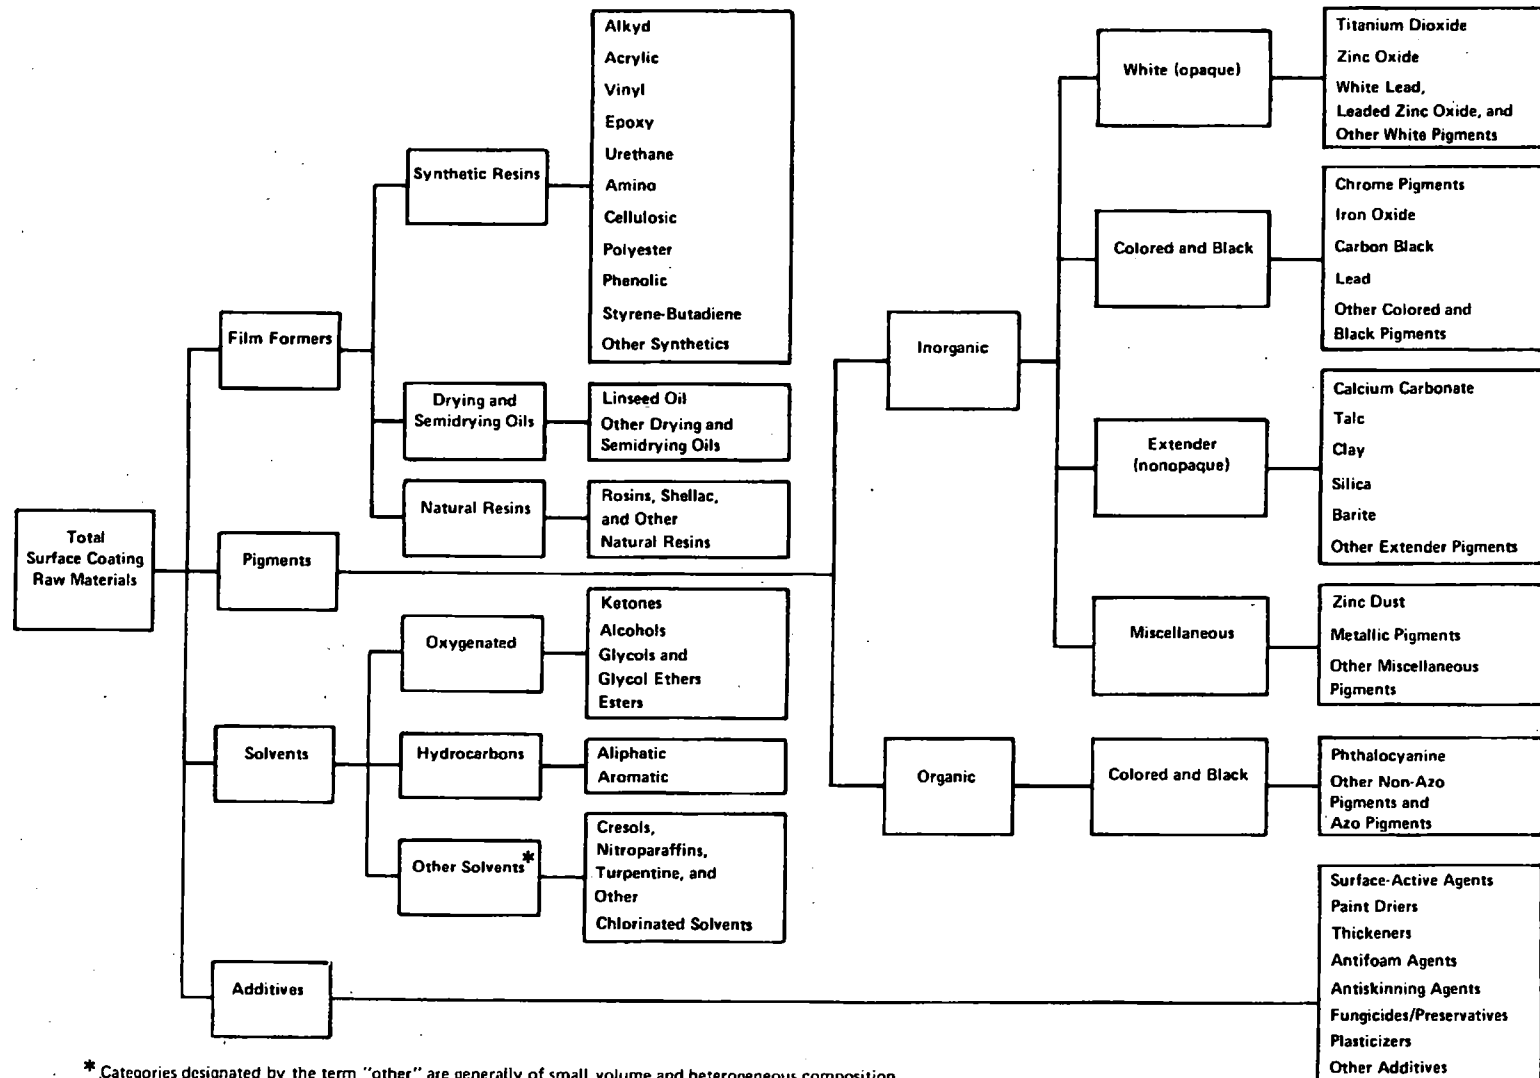 Total
Surface Coating
Raw Materials
Film Formers
Synthetic Resins
Alkyd
Acrylic
Vinyl
Epoxy
Urethane
Amino
Cellulosic
Polyester
Phenolic
Styrene-Butadiene
Other Synthetics
Drying and
Semidrying Oils
Linseed Oil
Other Drying and
Semidrying Oils
Natural Resins
Rosins, Shellac,
and Other
Natural Resins
Pigments
Inorganic
White (opaque)
Titanium Dioxide
Zinc Oxide
White Lead,
Leaded Zinc Oxide, and
Other White Pigments
Colored and Black
Chrome Pigments
Iron Oxide
Carbon Black
Lead
Other Colored and
Black Pigments
Extender
(nonopaque)
Calcium Carbonate
Talc
Clay
Silica
Barite
Other Extender Pigments
Miscellaneous
Zinc Dust
Metallic Pigments
Other Miscellaneous
Pigments
Organic
Colored and Black
Phthalocyanine
Other Non-Azo
Pigments and
Azo Pigments
Solvents
Oxygenated
Ketones
Alcohols
Glycols and
Glycol Ethers
Esters
Hydrocarbons
Aliphatic
Aromatic
Other Solvents*
Cresols,
Nitroparaffins,
Turpentine, and
Other
Chlorinated Solvents
Additives
Surface-Active Agents
Paint Driers
Thickeners
Antifoam Agents
Antiskinning Agents
Fungicides/Preservatives
Plasticizers
Other Additives
* Categories designated by the term "other" are generally of small volume and heterogeneous composition